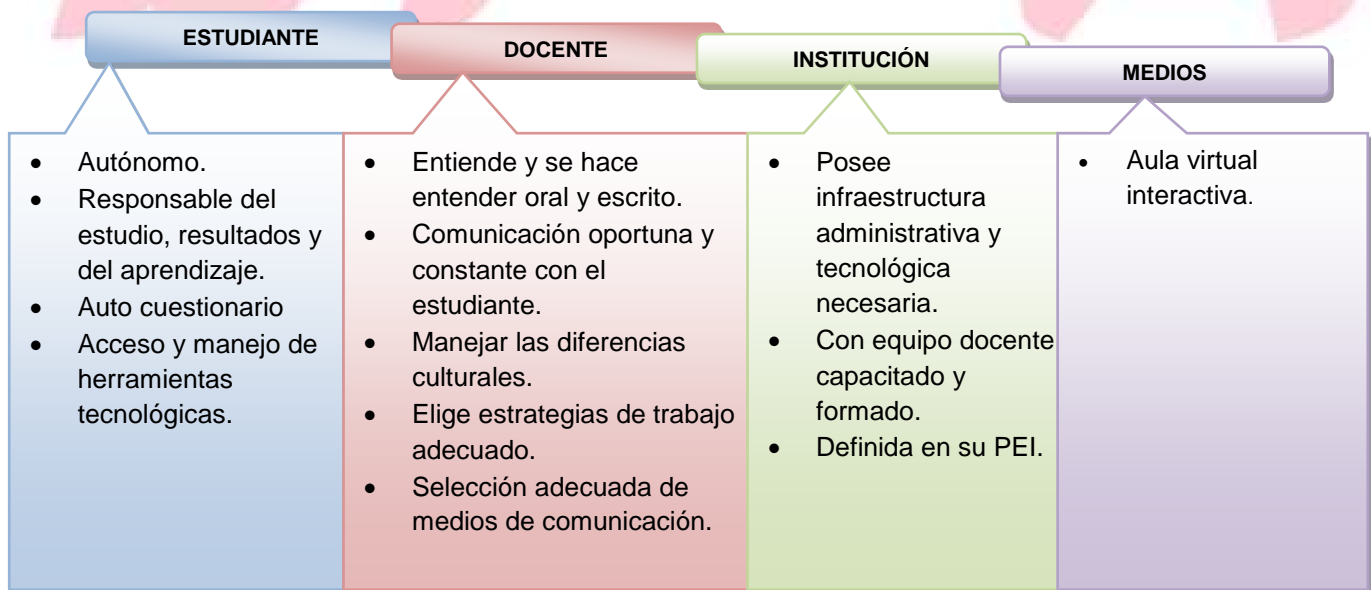 ESTUDIANTE
DOCENTE
INSTITUCIÓN
MEDIOS
• Autónomo.
• Responsable del
estudio, resultados y
del aprendizaje.
• Auto cuestionario
• Acceso y manejo de
herramientas
tecnológicas.
• Entiende y se hace
entender oral y escrito.
• Comunicación oportuna y
constante con el
estudiante.
• Manejar las diferencias
culturales.
• Elige estrategias de trabajo
adecuado.
• Selección adecuada de
medios de comunicación.
• Posee
infraestructura
administrativa y
tecnológica
necesaria.
• Con equipo docente
capacitado y
formado.
• Definida en su PEI.
• Aula virtual
interactiva.